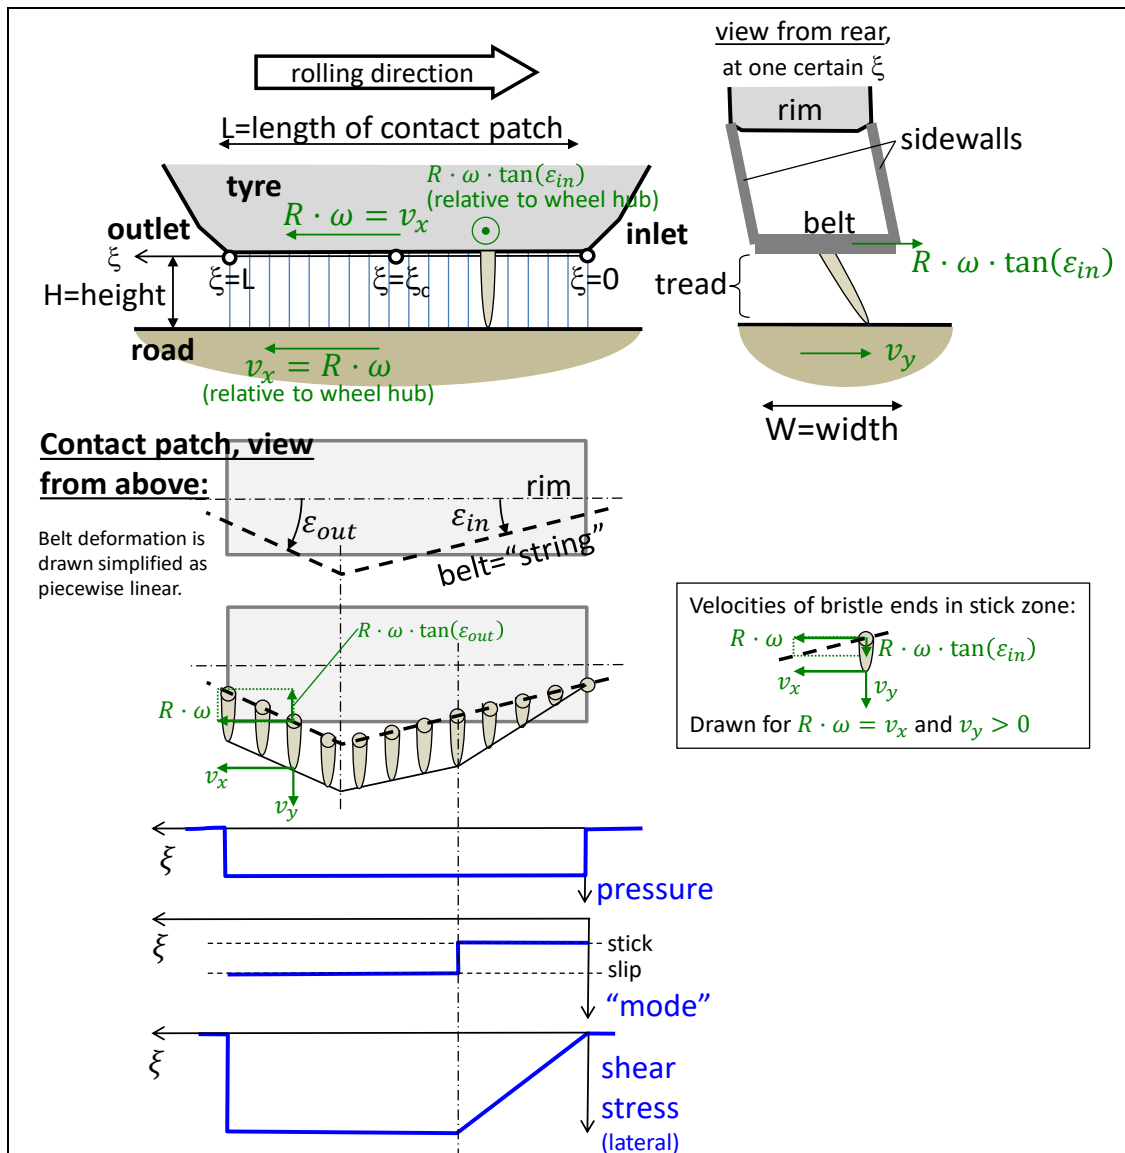 view from rear,
at one certain ξ
rolling direction
rim
L=length of contact patch
sidewalls
R · ω · tan(ε_in)
(relative to wheel hub)
tyre
R · ω = v_x
outlet
inlet
belt
R · ω · tan(ε_in)
ξ
ξ=L
ξ=ξ_c
ξ=0
H=height
tread
road
v_x = R · ω
(relative to wheel hub)
v_y
W=width
Contact patch, view
from above:
rim
ε_out
ε_in
Belt deformation is
drawn simplified as
piecewise linear.
belt="string"
Velocities of bristle ends in stick zone:
R · ω
R · ω · tan(ε_in)
v_x
v_y
Drawn for R · ω = v_x and v_y > 0
R · ω · tan(ε_out)
R · ω
v_x
v_y
ξ
pressure
ξ
stick
slip
"mode"
ξ
shear
stress
(lateral)